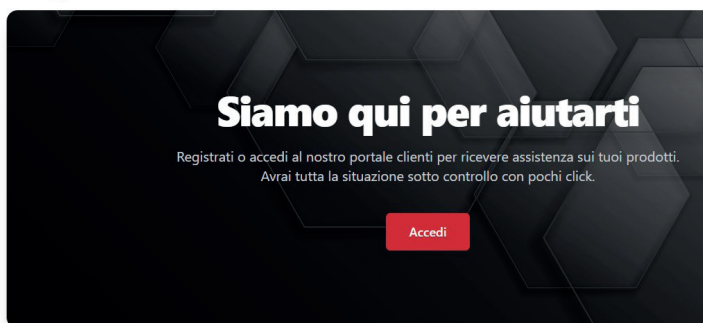 Siamo qui per aiutarti
Registrati o accedi al nostro portale clienti per ricevere assistenza sui tuoi prodotti.
Avrai tutta la situazione sotto controllo con pochi click.
Accedi